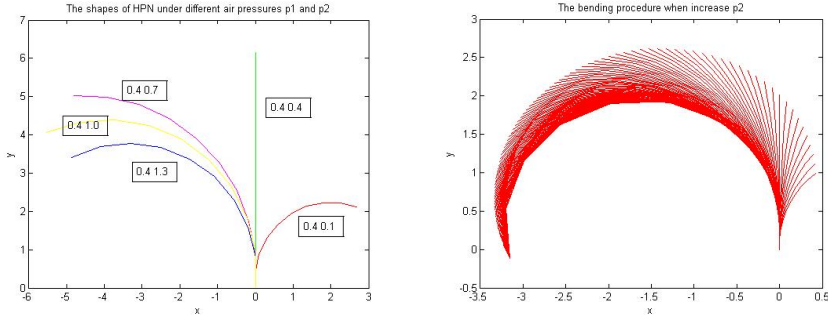 The shapes of HPN under different air pressures p1 and p2
7
6
5
4
3
2
1
0
y
0.4 0.7
0.4 0.4
0.4 1.0
0.4 1.3
0.4 0.1
-6 -5 -4 -3 -2 -1 0 1 2 3
x
The bending procedure when increase p2
3
2.5
2
1.5
1
0.5
0
-0.5
y
-3.5 -3 -2.5 -2 -1.5 -1 -0.5 0 0.5
x